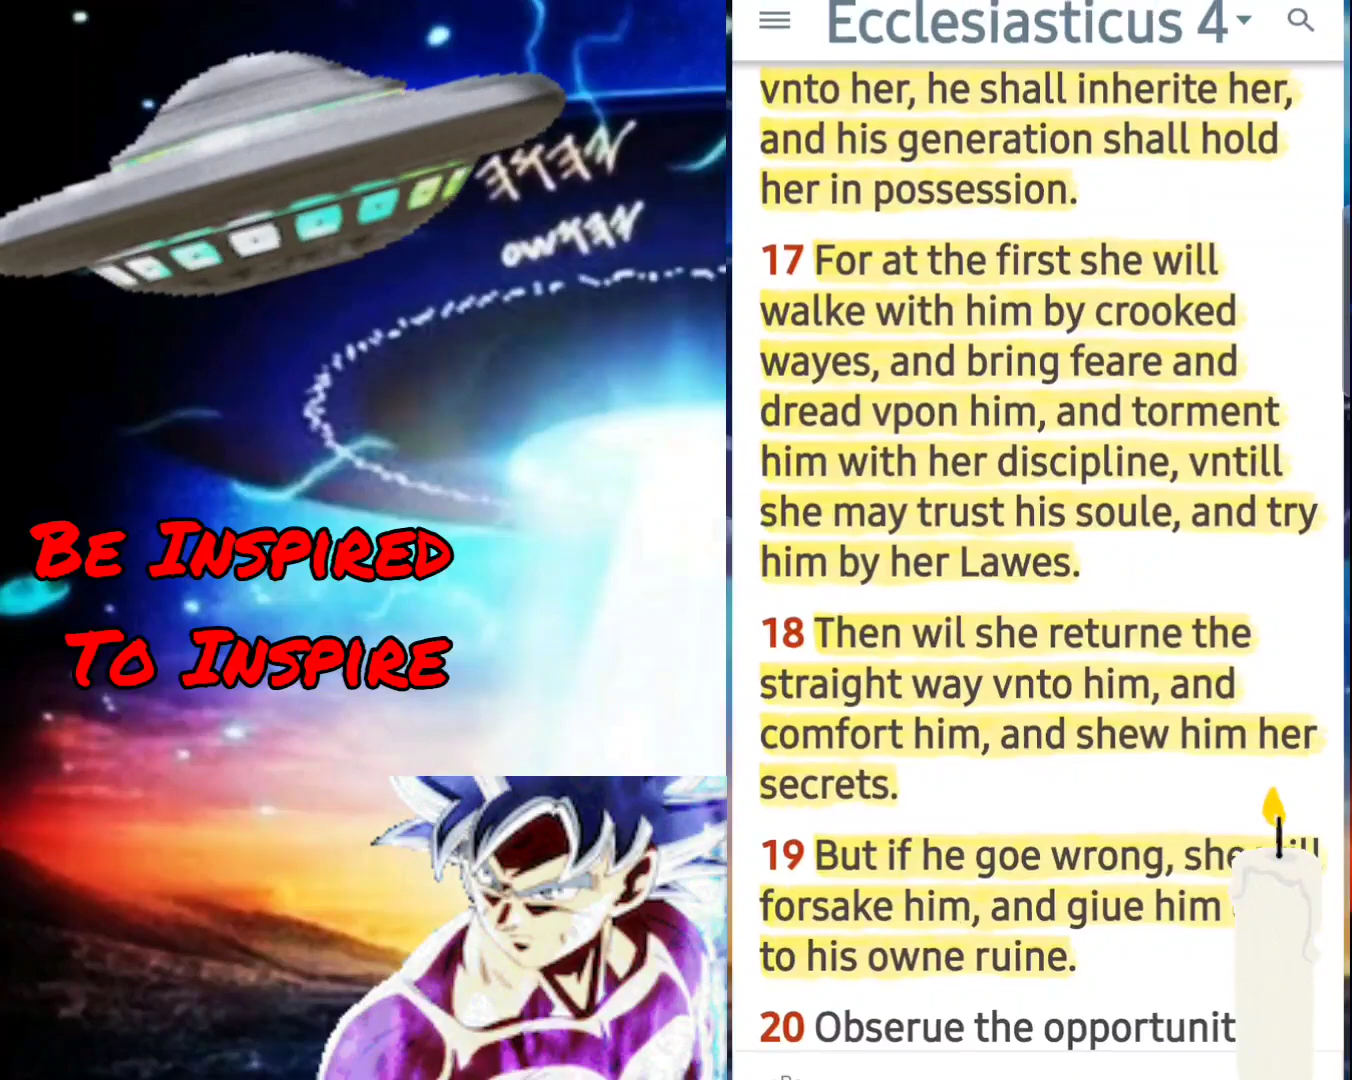 𐤉𐤄𐤅𐤄
𐤉𐤄𐤅𐤔𐤏
Be Inspired
To Inspire
Ecclesiasticus 4
vnto her, he shall inherite her,
and his generation shall hold
her in possession.
17 For at the first she will
walke with him by crooked
wayes, and bring feare and
dread vpon him, and torment
him with her discipline, vntill
she may trust his soule, and try
him by her Lawes.
18 Then wil she returne the
straight way vnto him, and
comfort him, and shew him her
secrets.
19 But if he goe wrong, she will
forsake him, and giue him
to his owne ruine.
20 Obserue the opportunit